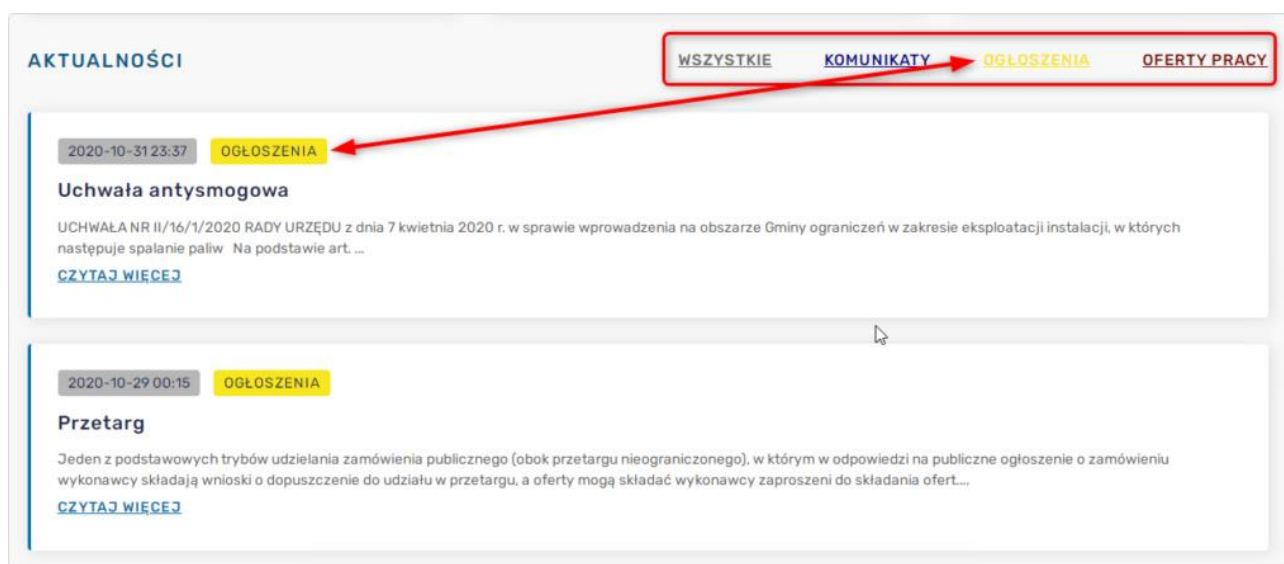 AKTUALNOŚCI
WSZYSTKIE KOMUNIKATY OGŁOSZENIA OFERTY PRACY
2020-10-31 23:37 OGŁOSZENIA
Uchwała antysmogowa
UCHWAŁA NR II/16/1/2020 RADY URZĘDU z dnia 7 kwietnia 2020 r. w sprawie wprowadzenia na obszarze Gminy ograniczeń w zakresie eksploatacji instalacji, w których
następuje spalanie paliw Na podstawie art. ...
CZYTAJ WIĘCEJ
2020-10-29 00:15 OGŁOSZENIA
Przetarg
Jeden z podstawowych trybów udzielania zamówienia publicznego (obok przetargu nieograniczonego), w którym w odpowiedzi na publiczne ogłoszenie o zamówieniu
wykonawcy składają wnioski o dopuszczenie do udziału w przetargu, a oferty mogą składać wykonawcy zaproszeni do składania ofert....
CZYTAJ WIĘCEJ